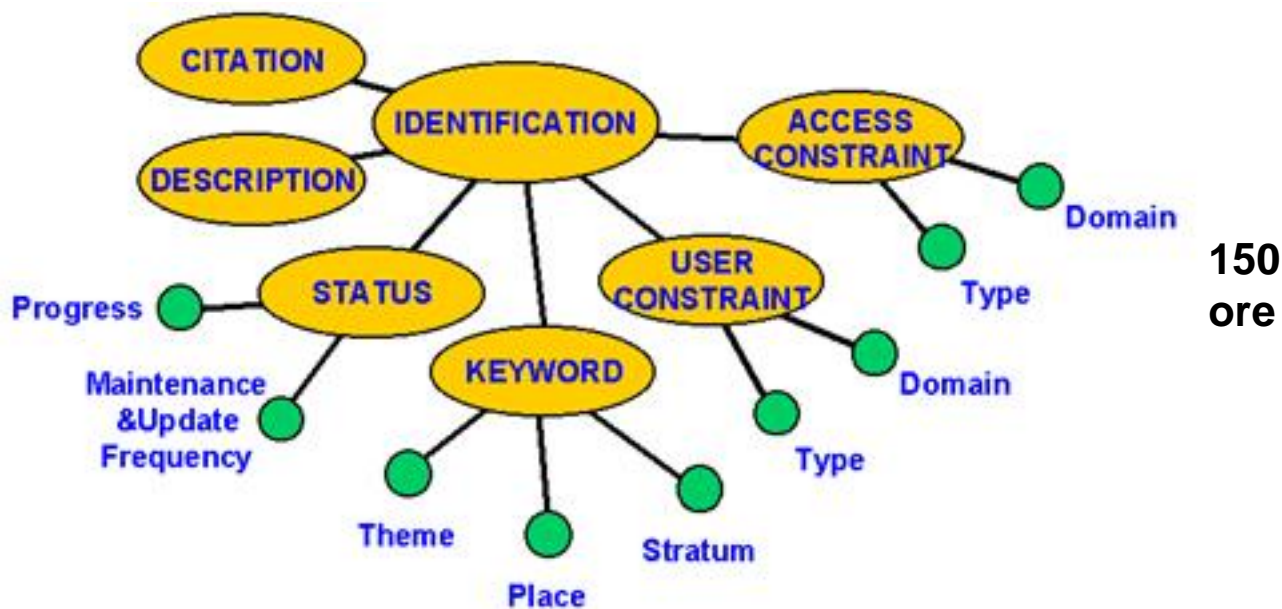 CITATION
IDENTIFICATION
ACCESS
CONSTRAINT
DESCRIPTION
Domain
USER
CONSTRAINT
150
ore
STATUS
Type
Progress
KEYWORD
Domain
Maintenance
&Update
Frequency
Type
Theme
Stratum
Place